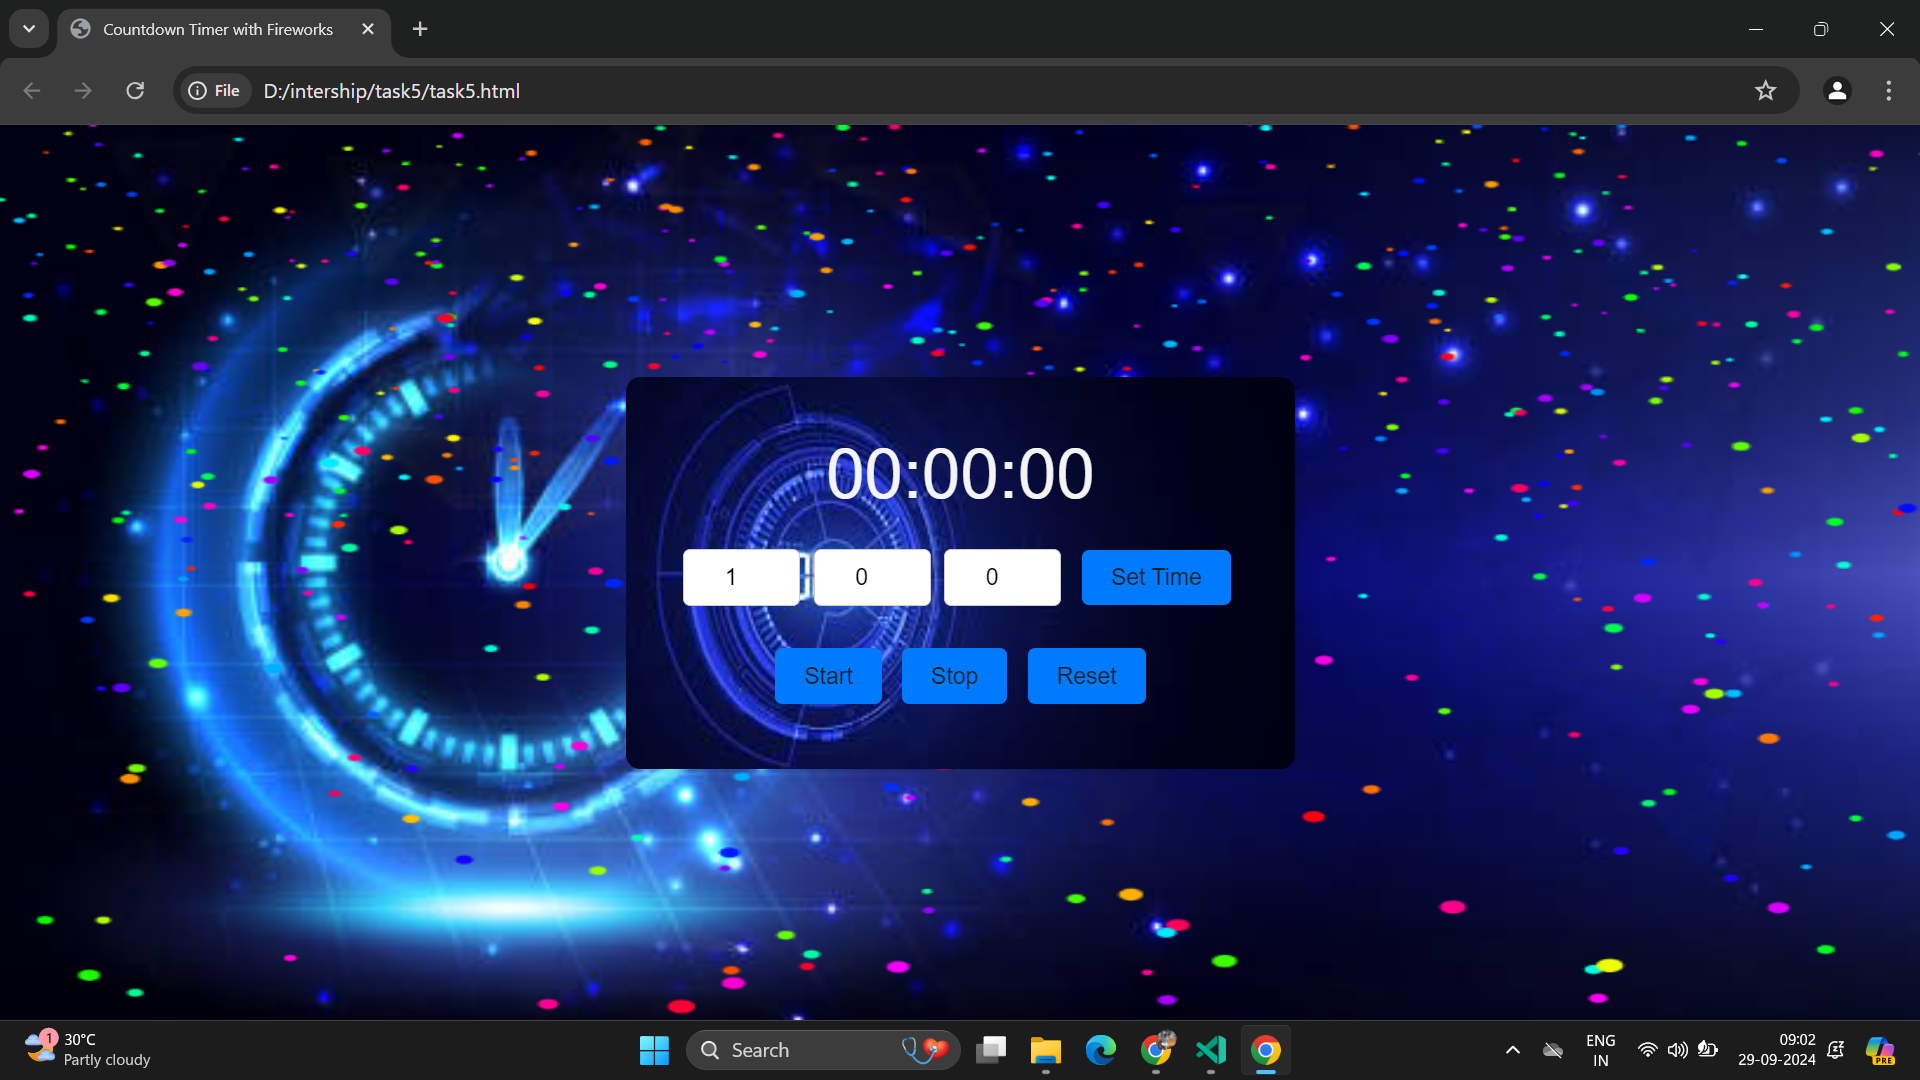 Countdown Timer with Fireworks
File D:/intership/task5/task5.html
00:00:00
1 0 0 Set Time
Start Stop Reset
1 30°C
Partly cloudy
Search
PRE
ENG
IN
09:02
29-09-2024